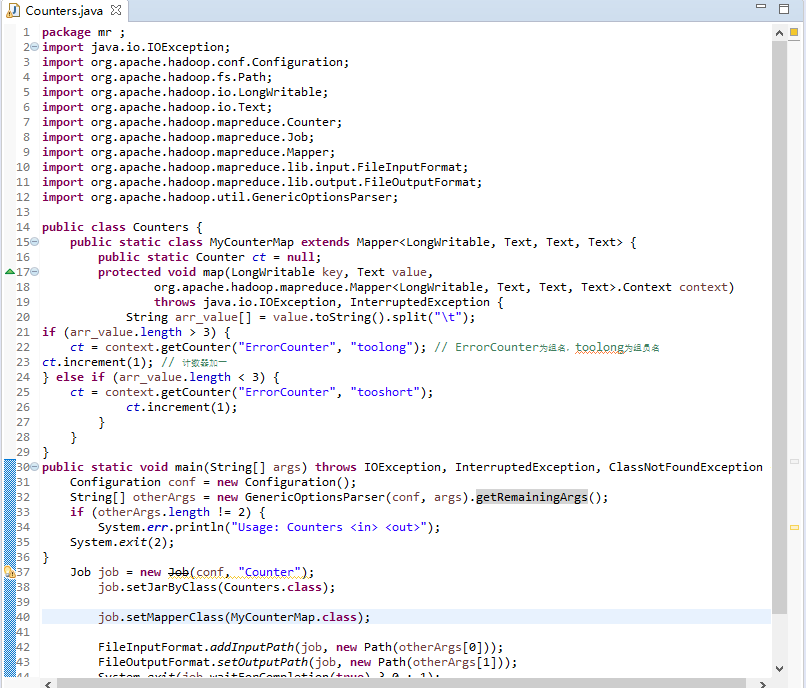 Counters.java
1 package mr ;
2 import java.io.IOException;
3 import org.apache.hadoop.conf.Configuration;
4 import org.apache.hadoop.fs.Path;
5 import org.apache.hadoop.io.LongWritable;
6 import org.apache.hadoop.io.Text;
7 import org.apache.hadoop.mapreduce.Counter;
8 import org.apache.hadoop.mapreduce.Job;
9 import org.apache.hadoop.mapreduce.Mapper;
10 import org.apache.hadoop.mapreduce.lib.input.FileInputFormat;
11 import org.apache.hadoop.mapreduce.lib.output.FileOutputFormat;
12 import org.apache.hadoop.util.GenericOptionsParser;
13
14 public class Counters {
15 public static class MyCounterMap extends Mapper<LongWritable, Text, Text, Text> {
16 public static Counter ct = null;
17 protected void map(LongWritable key, Text value,
18 org.apache.hadoop.mapreduce.Mapper<LongWritable, Text, Text, Text>.Context context)
19 throws java.io.IOException, InterruptedException {
20 String arr_value[] = value.toString().split("\t");
21 if (arr_value.length > 3) {
22 ct = context.getCounter("ErrorCounter", "toolong"); // ErrorCounter为组名，toolong为组员名
23 ct.increment(1); // 计数器加一
24 } else if (arr_value.length < 3) {
25 ct = context.getCounter("ErrorCounter", "tooshort");
26 ct.increment(1);
27 }
28 }
29 }
30 public static void main(String[] args) throws IOException, InterruptedException, ClassNotFoundException
31 Configuration conf = new Configuration();
32 String[] otherArgs = new GenericOptionsParser(conf, args).getRemainingArgs();
33 if (otherArgs.length != 2) {
34 System.err.println("Usage: Counters <in> <out>");
35 System.exit(2);
36 }
37 Job job = new Job(conf, "Counter");
38 job.setJarByClass(Counters.class);
39
40 job.setMapperClass(MyCounterMap.class);
41
42 FileInputFormat.addInputPath(job, new Path(otherArgs[0]));
43 FileOutputFormat.setOutputPath(job, new Path(otherArgs[1]));
44 System.exit(job.waitForCompletion(true) ? 0 : 1);